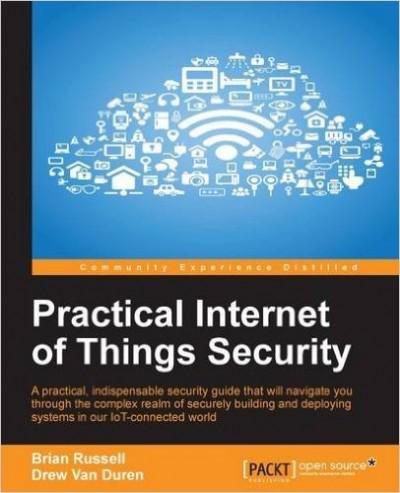 TV
Community Experience Distilled
Practical Internet
of Things Security
A practical, indispensable security guide that will navigate you
through the complex realm of securely building and deploying
systems in our IoT-connected world
Brian Russell
Drew Van Duren
[PACKT] open source*
PUBLISHING